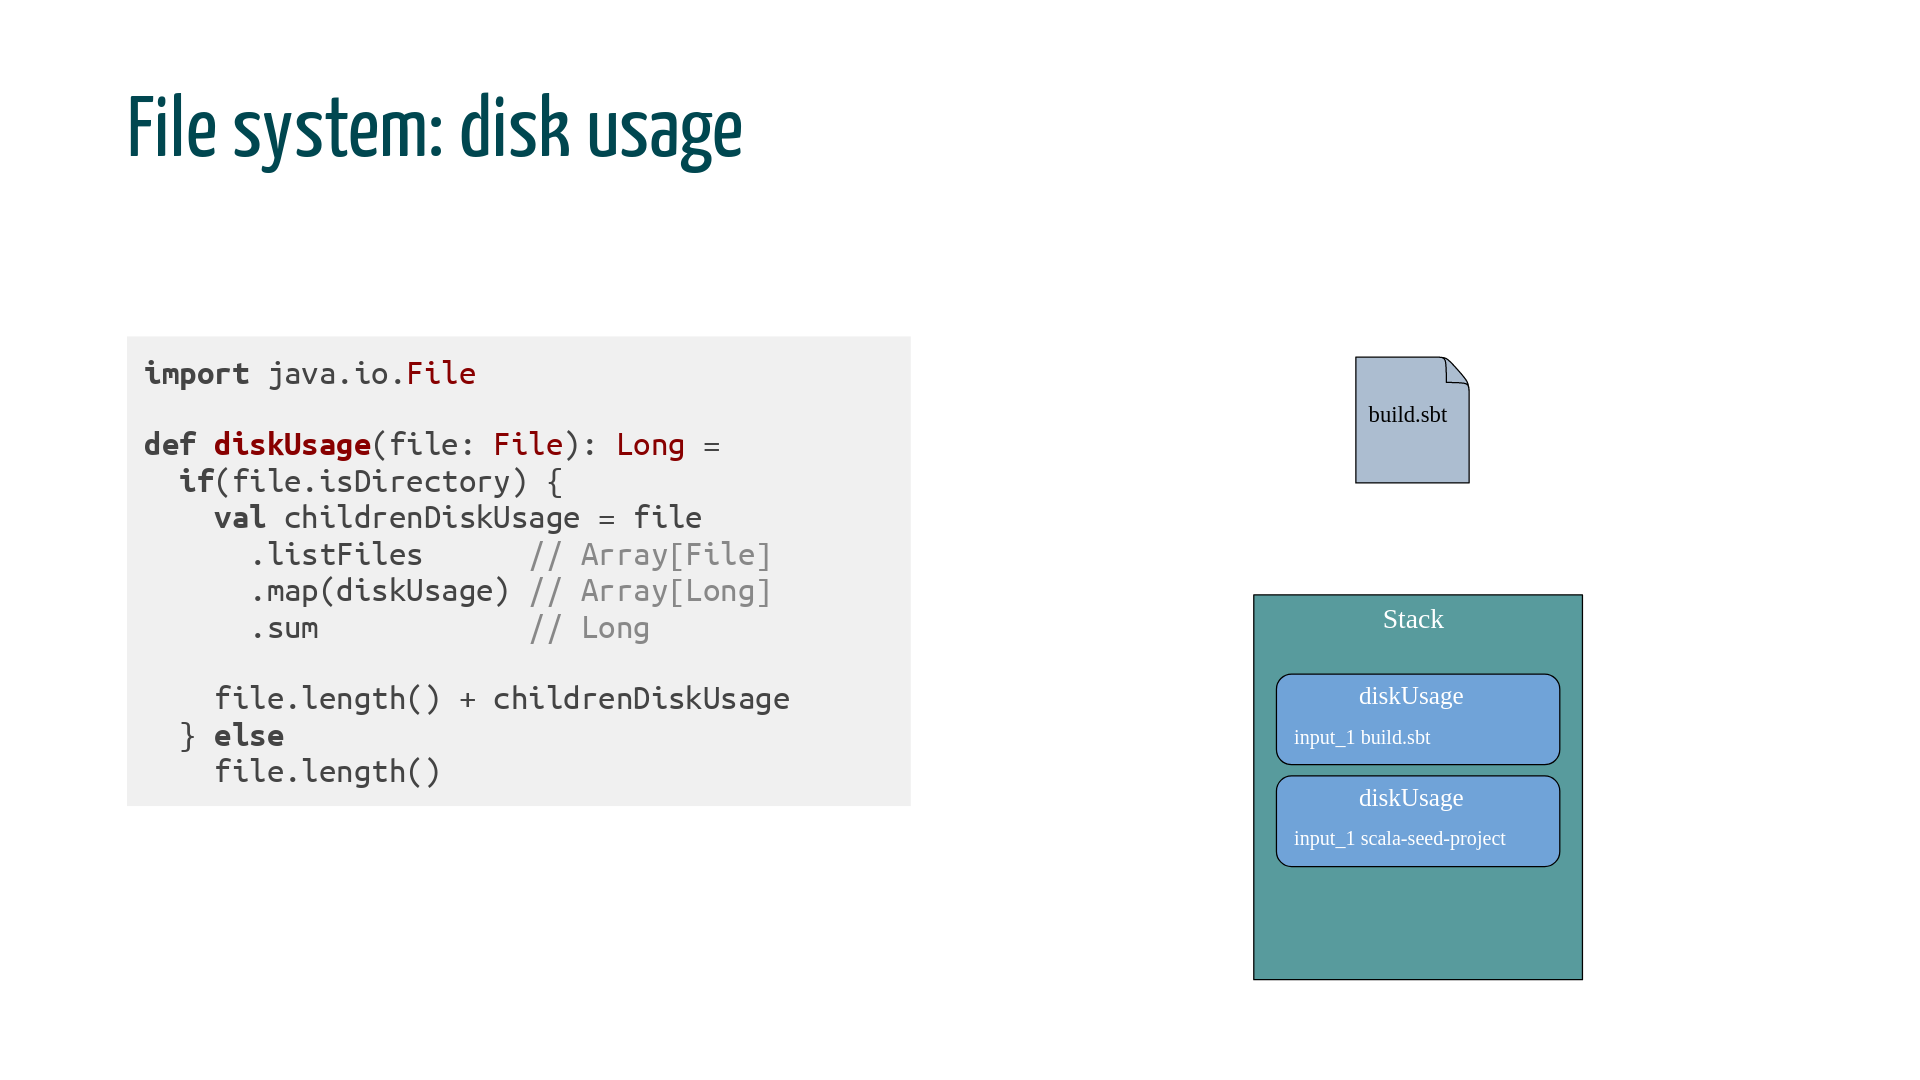 File system: disk usage
import java.io.File
def diskUsage(file: File): Long =
  if(file.isDirectory) {
    val childrenDiskUsage = file
      .listFiles      // Array[File]
      .map(diskUsage) // Array[Long]
      .sum            // Long
    file.length() + childrenDiskUsage
  } else
    file.length()
build.sbt
Stack
diskUsage
input_1 build.sbt
diskUsage
input_1 scala-seed-project